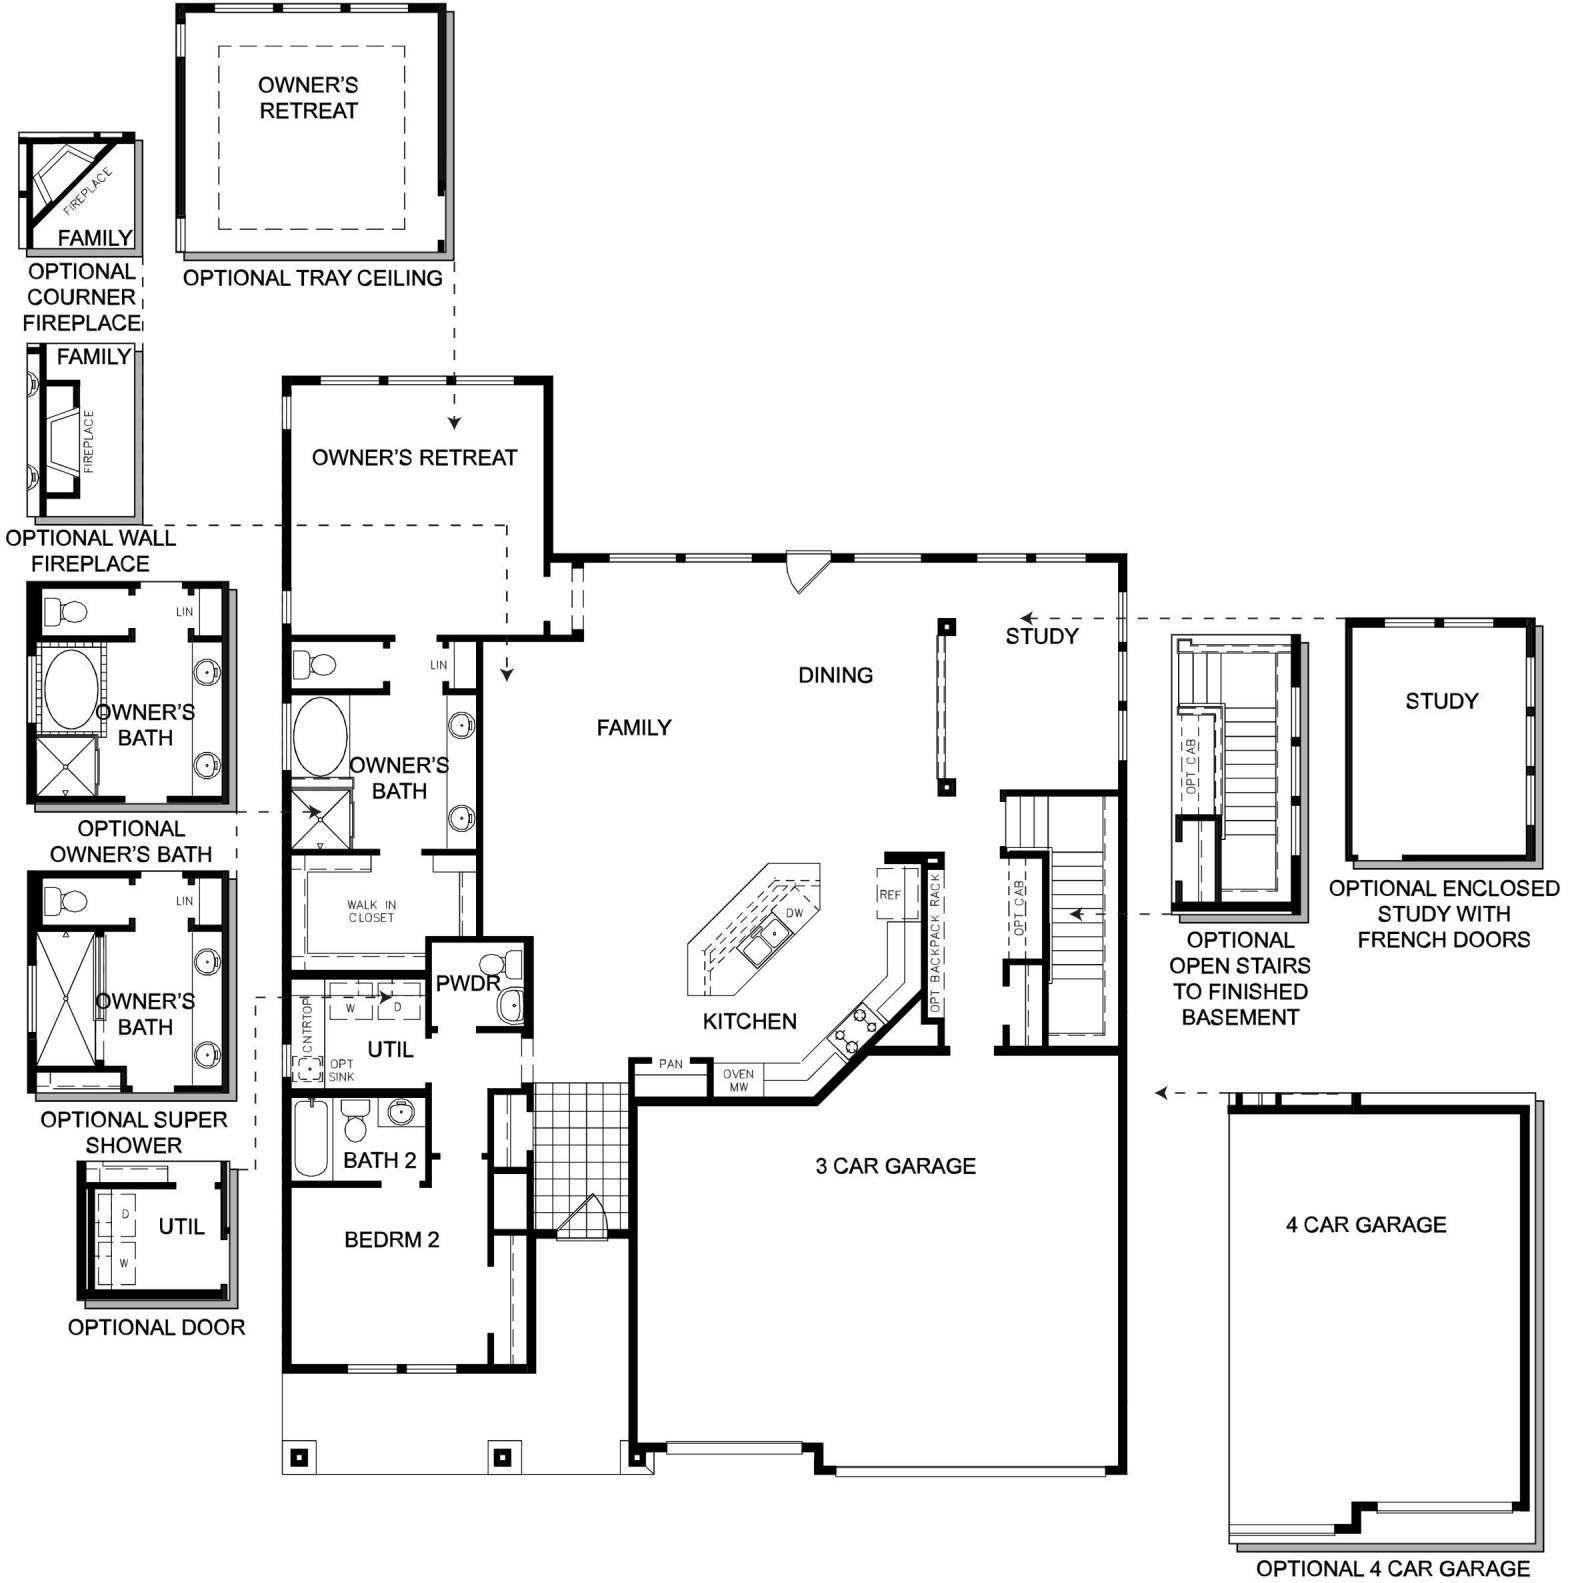 OWNER'S
RETREAT
OPTIONAL TRAY CEILING
FIREPLACE
FAMILY
OPTIONAL
COURNER
FIREPLACE
FAMILY
FIREPLACE
OPTIONAL WALL
FIREPLACE
LIN
OWNER'S
BATH
OPTIONAL
OWNER'S BATH
LIN
OWNER'S
BATH
OPTIONAL SUPER
SHOWER
D
UTIL
W
OPTIONAL DOOR
OWNER'S RETREAT
LIN
OWNER'S
BATH
WALK IN
CLOSET
PWDR
W
D
CNTRTOP
UTIL
OPT
SINK
BATH 2
BEDRM 2
FAMILY
DINING
STUDY
REF
DW
OPT BACKPACK RACK
OPT CAB
KITCHEN
PAN
OVEN
MW
3 CAR GARAGE
OPT CAB
OPTIONAL
OPEN STAIRS
TO FINISHED
BASEMENT
STUDY
OPTIONAL ENCLOSED
STUDY WITH
FRENCH DOORS
4 CAR GARAGE
OPTIONAL 4 CAR GARAGE